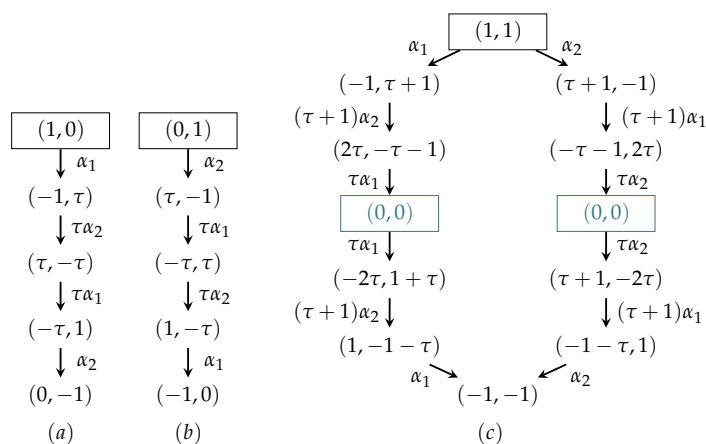 (1, 1)
α₁ α₂
(−1, τ + 1) (τ + 1, −1)
(τ + 1)α₂ (τ + 1)α₁
(1, 0) (0, 1) (2τ, −τ − 1) (−τ − 1, 2τ)
α₁ α₂ τα₁ τα₂
(−1, τ) (τ, −1) (0, 0) (0, 0)
τα₂ τα₁ τα₁ τα₂
(τ, −τ) (−τ, τ) (−2τ, 1 + τ) (τ + 1, −2τ)
τα₁ τα₂ (τ + 1)α₂ (τ + 1)α₁
(−τ, 1) (1, −τ) (1, −1 − τ) (−1 − τ, 1)
α₂ α₁ α₁ α₂
(0, −1) (−1, 0) (−1, −1)
(a) (b) (c)